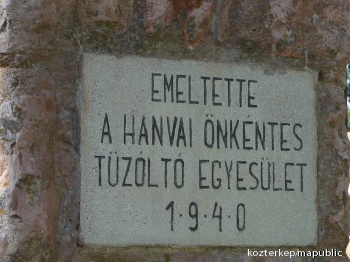 EMELTETTE
A HANVAI ÖNKÉNTES
TŰZOLTÓ EGYESÜLET
1·9·4·0
kozterkep/mapublic